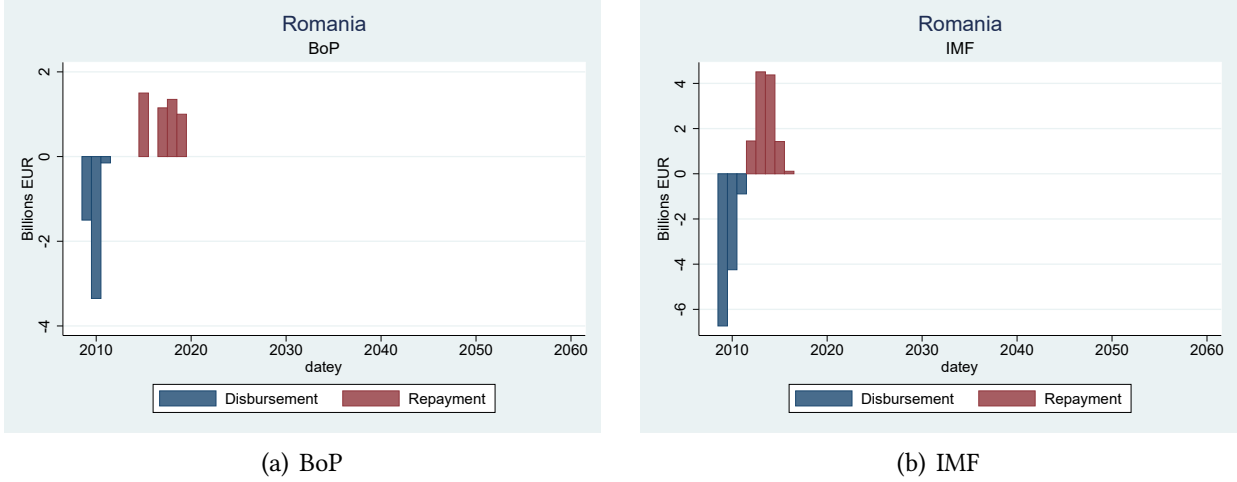 Romania
BoP
2
0
-2
-4
Billions EUR
2010 2020 2030 2040 2050 2060
datey
Disbursement Repayment
(a) BoP
Romania
IMF
4
2
0
-2
-4
-6
Billions EUR
2010 2020 2030 2040 2050 2060
datey
Disbursement Repayment
(b) IMF